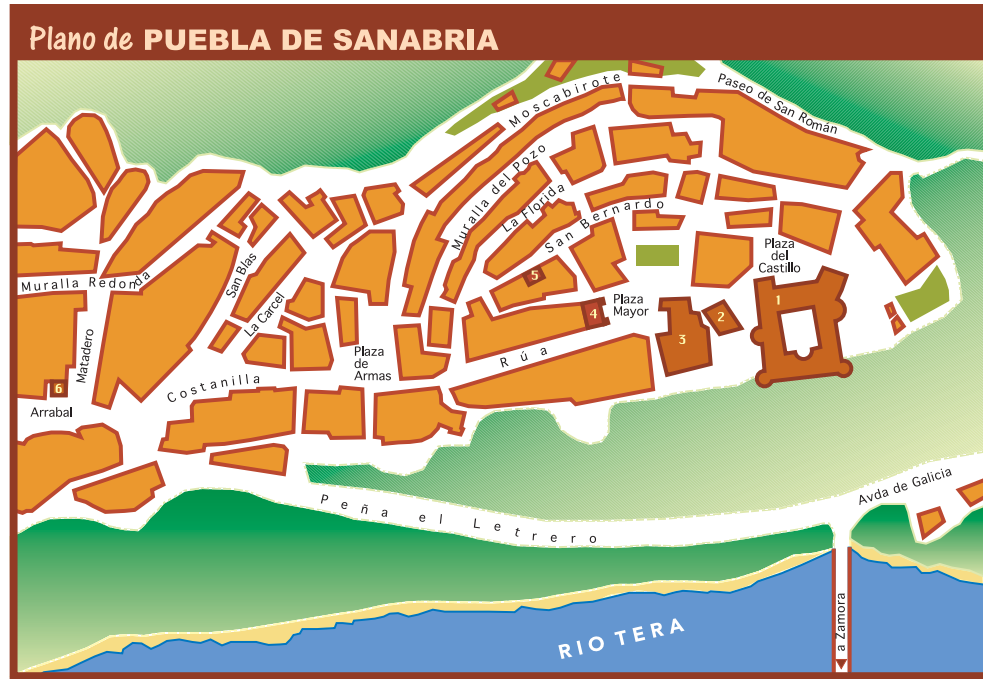 Plano de PUEBLA DE SANABRIA
Moscabirote
Paseo de San Román
Muralla del Pozo
La Florida
San Bernardo
Plaza
del
Castillo
Muralla Redonda
San Blas
La Carcel
Matadero
Plaza
de
Armas
Plaza
Mayor
Rúa
Costanilla
Arrabal
1
2
3
4
5
6
Peña el Letrero
Avda de Galicia
a Zamora
RIO TERA